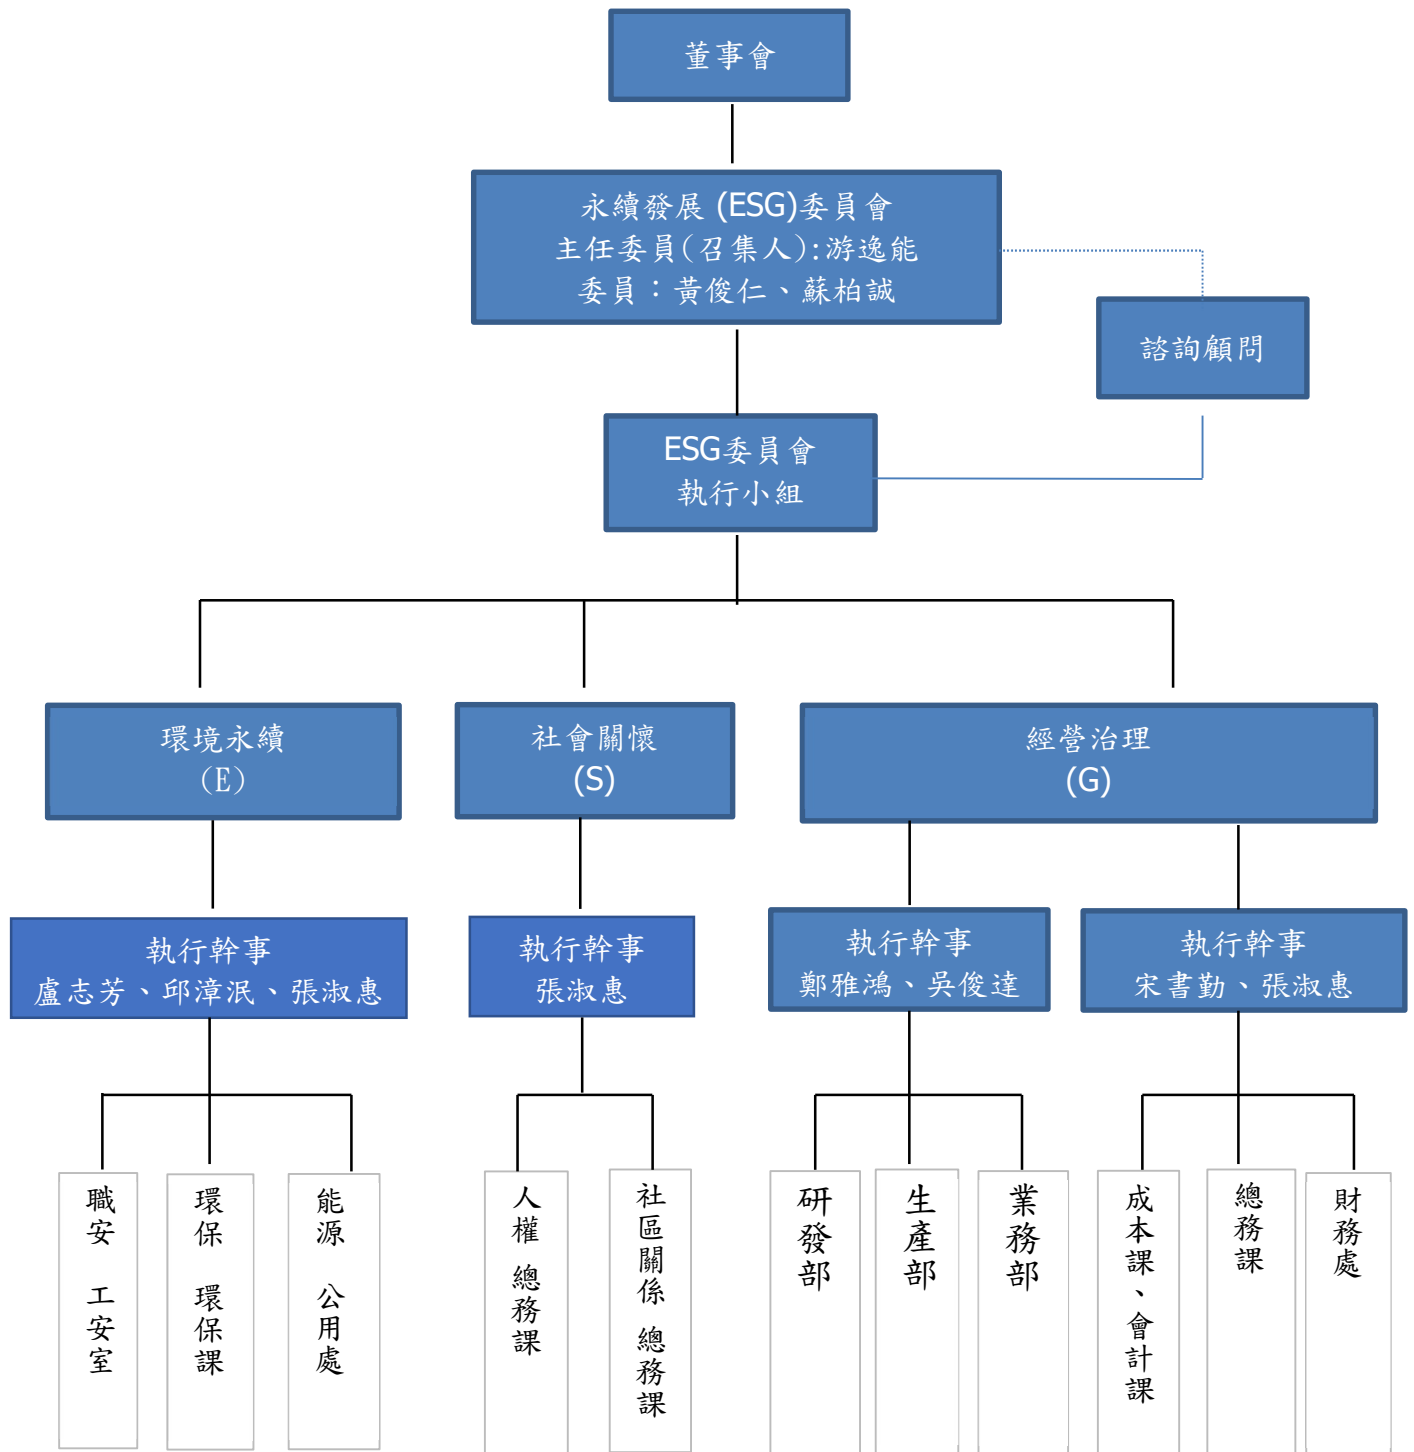 董事會
永續發展 (ESG)委員會
主任委員(召集人):游逸能
委員：黃俊仁、蘇柏誠
諮詢顧問
ESG委員會
執行小組
環境永續
(E)
社會關懷
(S)
經營治理
(G)
執行幹事
盧志芳、邱漳泯、張淑惠
執行幹事
張淑惠
執行幹事
鄭雅鴻、吳俊達
執行幹事
宋書勤、張淑惠
職安 工安室
環保 環保課
能源 公用處
人權 總務課
社區關係 總務課
研發部
生產部
業務部
成本課、會計課
總務課
財務處